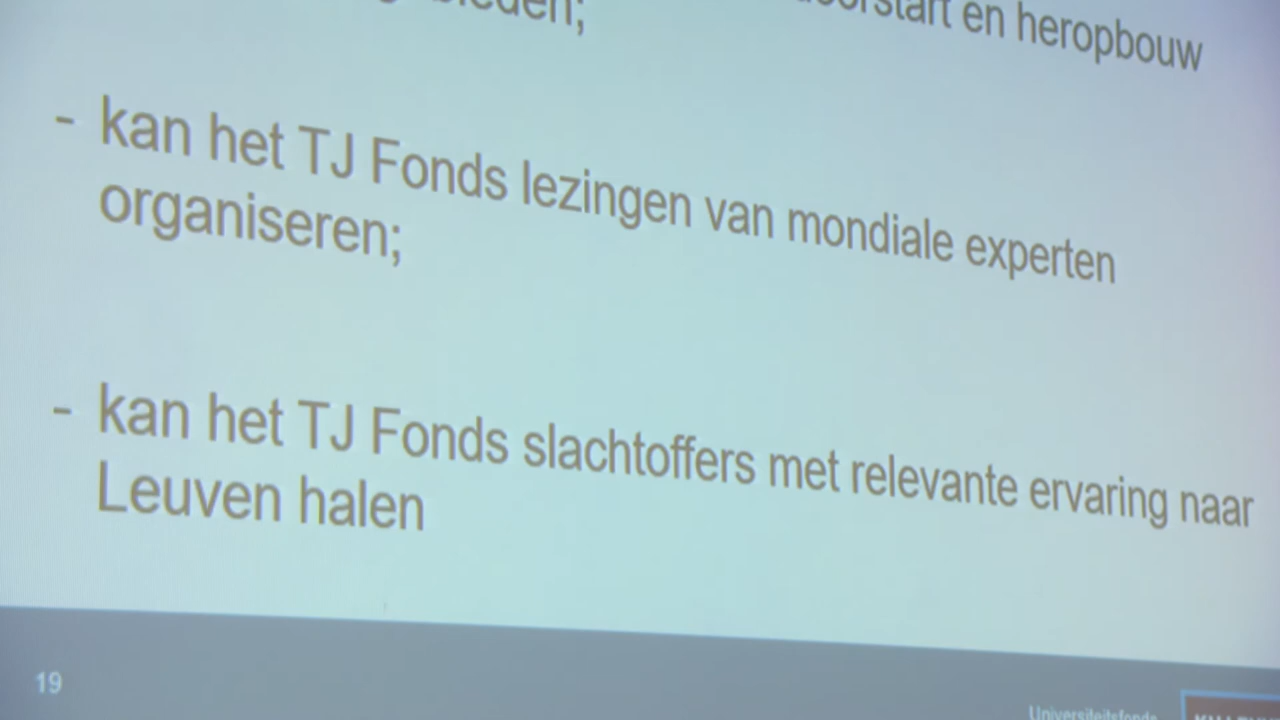 en heropbouw
- kan het TJ Fonds lezingen van mondiale experten
organiseren;
- kan het TJ Fonds slachtoffers met relevante ervaring naar
Leuven halen
19
Universiteitsfonds